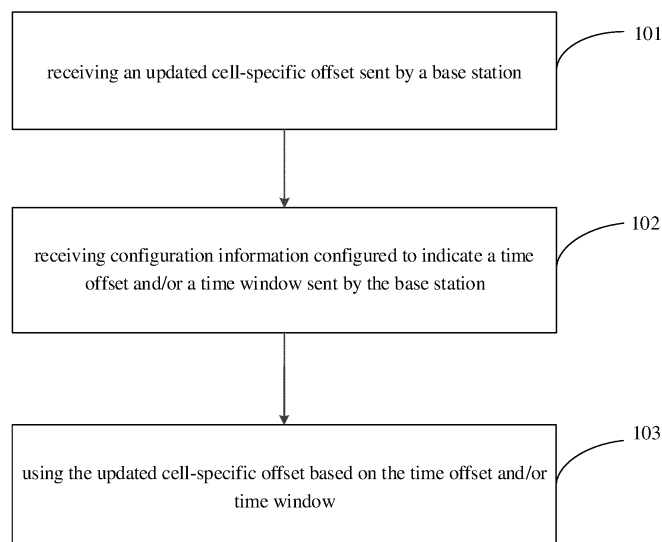 101
receiving an updated cell-specific offset sent by a base station
102
receiving configuration information configured to indicate a time
offset and/or a time window sent by the base station
103
using the updated cell-specific offset based on the time offset and/or
time window